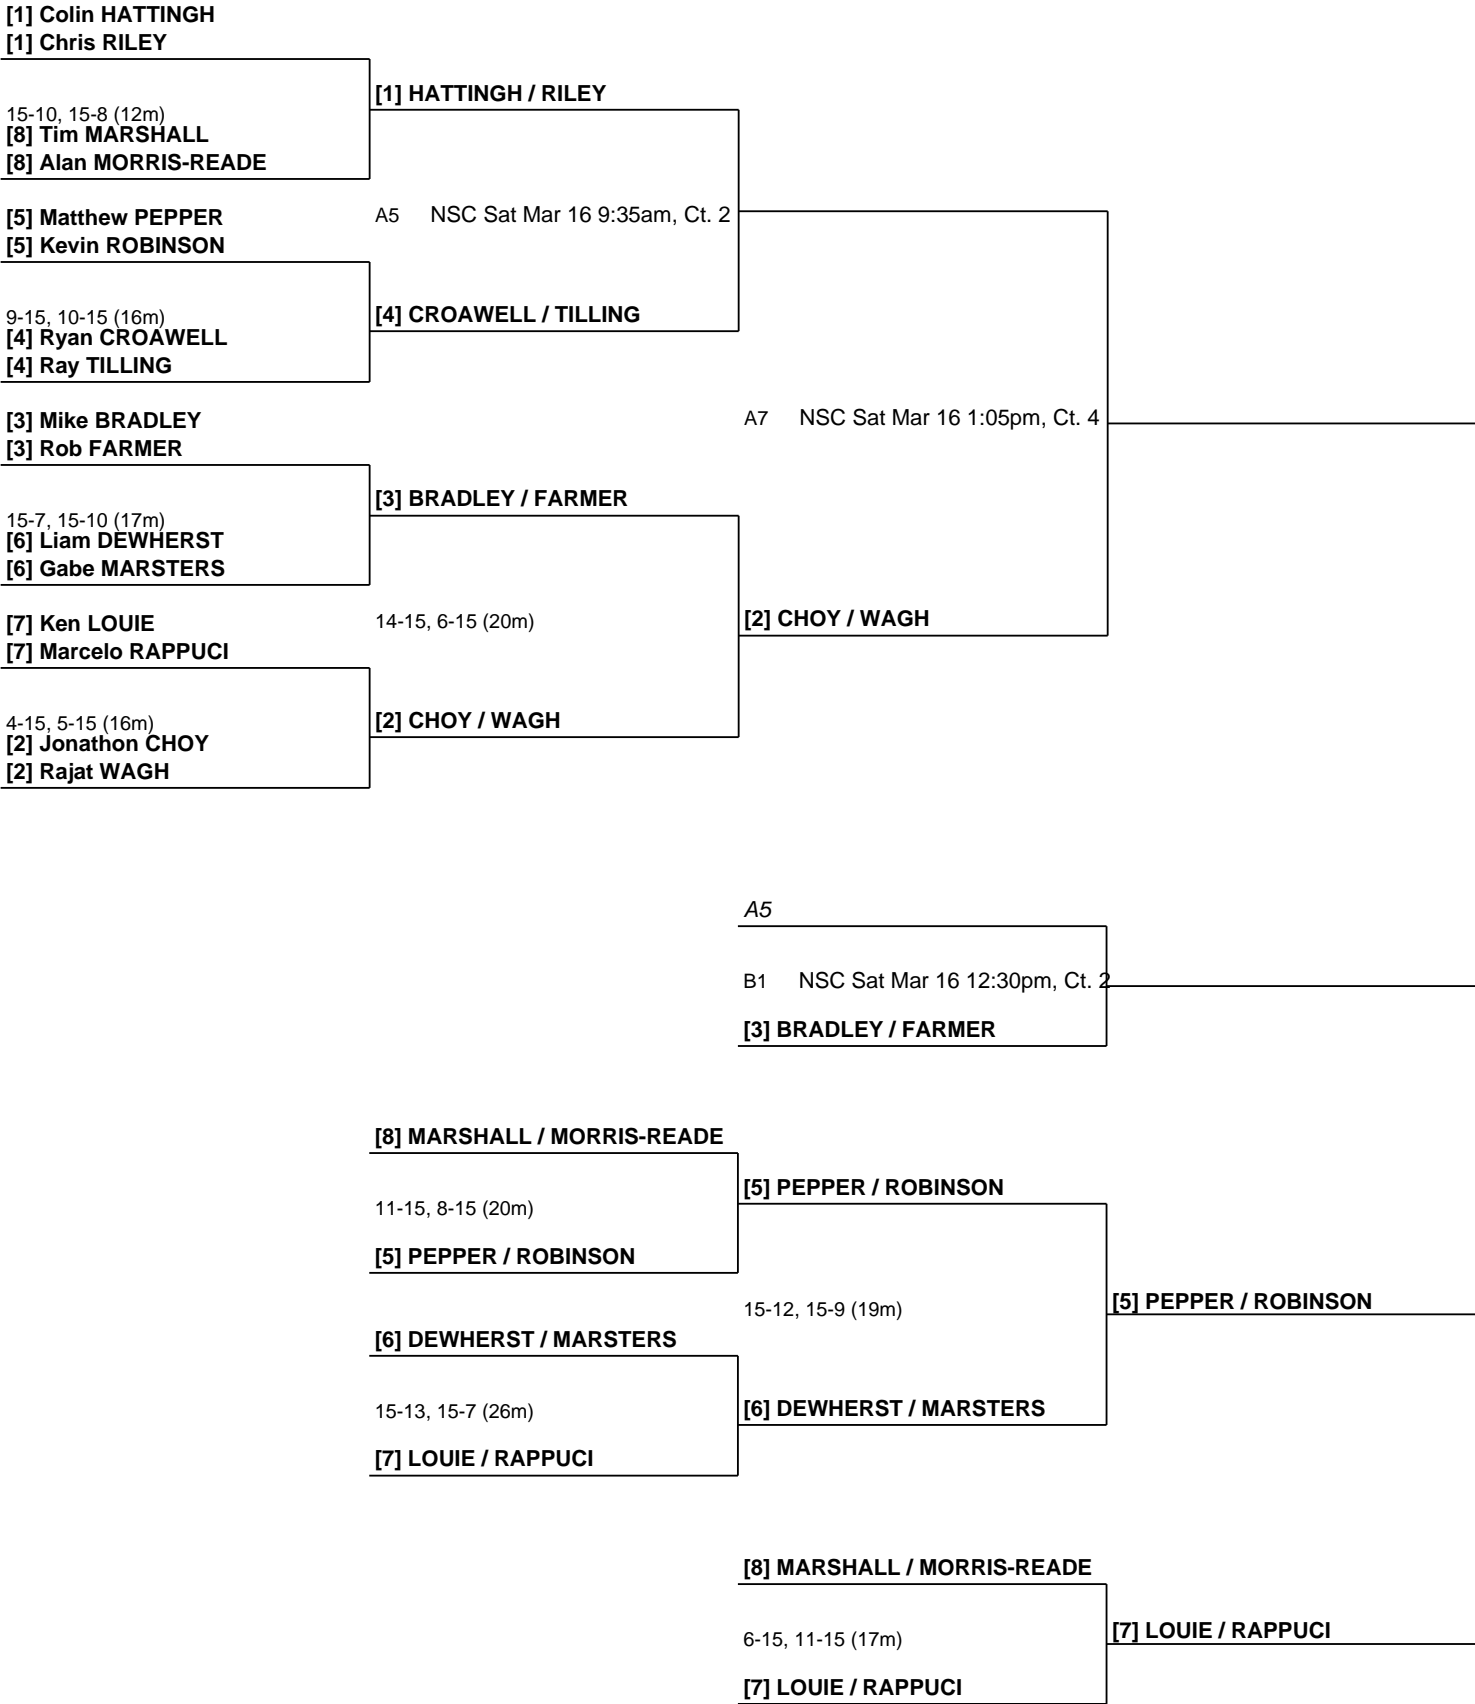 [1] Colin HATTINGH
[1] Chris RILEY
[1] HATTINGH / RILEY
15-10, 15-8 (12m)
[8] Tim MARSHALL
[8] Alan MORRIS-READE
[5] Matthew PEPPER
A5 NSC Sat Mar 16 9:35am, Ct. 2
[5] Kevin ROBINSON
9-15, 10-15 (16m)
[4] CROAWELL / TILLING
[4] Ryan CROAWELL
[4] Ray TILLING
[3] Mike BRADLEY
A7 NSC Sat Mar 16 1:05pm, Ct. 4
[3] Rob FARMER
[3] BRADLEY / FARMER
15-7, 15-10 (17m)
[6] Liam DEWHERST
[6] Gabe MARSTERS
[7] Ken LOUIE
14-15, 6-15 (20m)
[2] CHOY / WAGH
[7] Marcelo RAPPUCI
4-15, 5-15 (16m)
[2] CHOY / WAGH
[2] Jonathon CHOY
[2] Rajat WAGH
A5
B1 NSC Sat Mar 16 12:30pm, Ct. 2
[3] BRADLEY / FARMER
[8] MARSHALL / MORRIS-READE
[5] PEPPER / ROBINSON
11-15, 8-15 (20m)
[5] PEPPER / ROBINSON
15-12, 15-9 (19m)
[5] PEPPER / ROBINSON
[6] DEWHERST / MARSTERS
15-13, 15-7 (26m)
[6] DEWHERST / MARSTERS
[7] LOUIE / RAPPUCI
[8] MARSHALL / MORRIS-READE
6-15, 11-15 (17m)
[7] LOUIE / RAPPUCI
[7] LOUIE / RAPPUCI